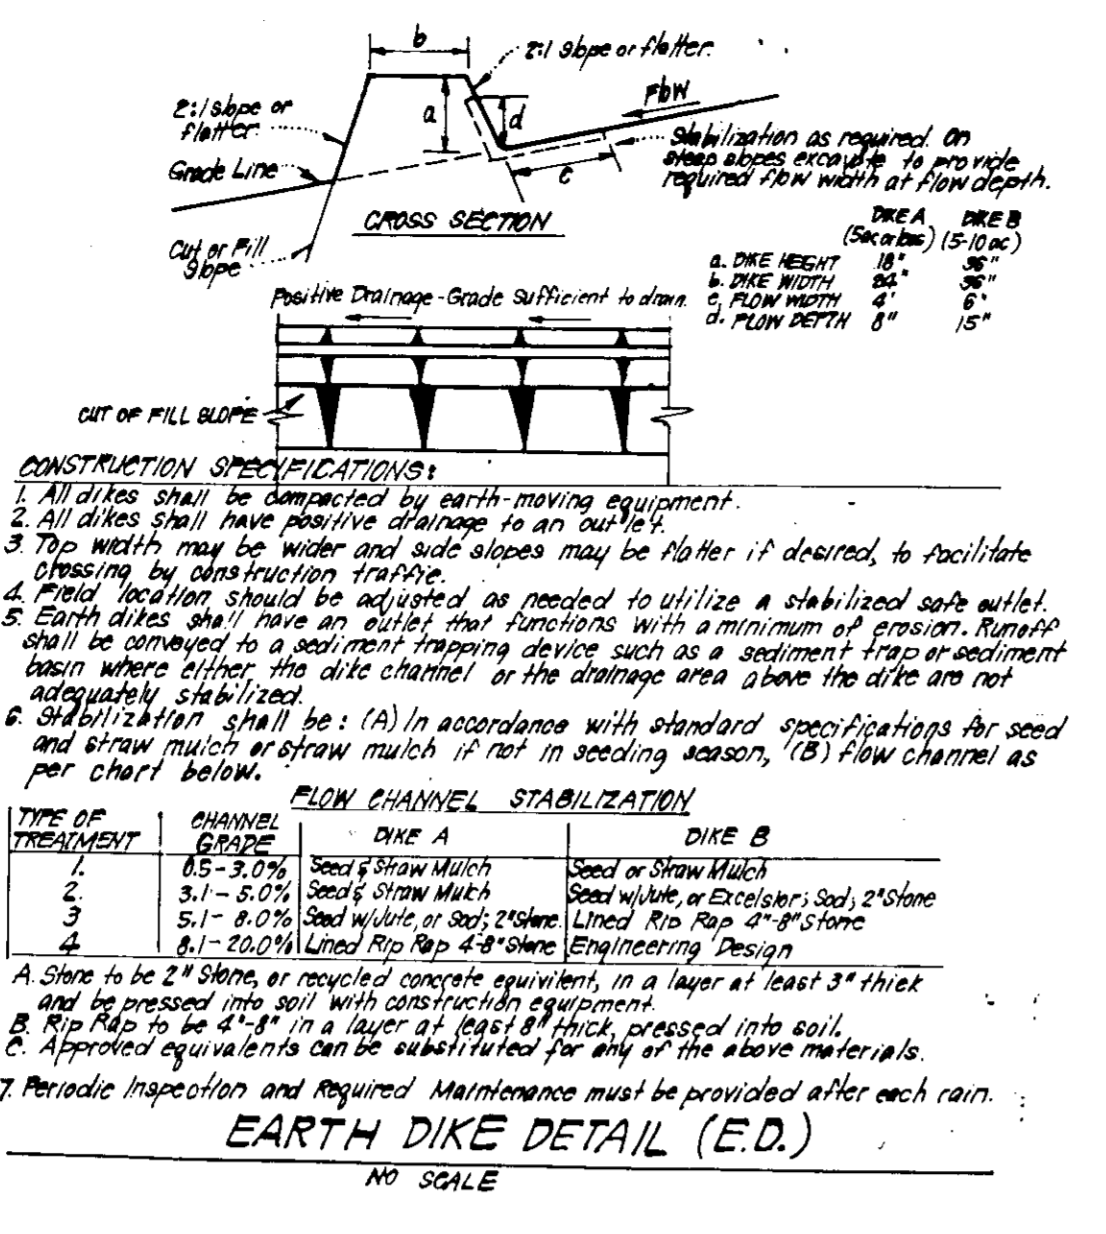 b
2:1 slope or flatter.
2:1 slope or
flatter
a
d
Flow
Grade Line
Stabilization as required. On
steep slopes excavate to provide
required flow width at flow depth.
c
CROSS SECTION
Cut or Fill
Slope
DIKE A DIKE B
(5ac or less) (5-10 ac)
a. DIKE HEIGHT 18" 36"
b. DIKE WIDTH 24" 36"
c. FLOW WIDTH 4' 6'
d. FLOW DEPTH 8" 15"
Positive Drainage - Grade Sufficient to drain.
CUT OF FILL SLOPE
CONSTRUCTION SPECIFICATIONS:
1. All dikes shall be compacted by earth-moving equipment.
2. All dikes shall have positive drainage to an outlet.
3. Top width may be wider and side slopes may be flatter if desired, to facilitate
crossing by construction traffic.
4. Field location should be adjusted as needed to utilize a stabilized safe outlet.
5. Earth dikes shall have an outlet that functions with a minimum of erosion. Runoff
shall be conveyed to a sediment trapping device such as a sediment trap or sediment
basin where either the dike channel or the drainage area above the dike are not
adequately stabilized.
6. Stabilization shall be: (A) In accordance with standard specifications for seed
and straw mulch or straw mulch if not in seeding season, (B) flow channel as
per chart below.
FLOW CHANNEL STABILIZATION
TYPE OF CHANNEL
TREATMENT GRADE DIKE A DIKE B
1. 0.5-3.0% Seed & Straw Mulch Seed or Straw Mulch
2. 3.1-5.0% Seed & Straw Mulch Seed w/Jute, or Excelsior; Sod; 2" Stone
3 5.1-8.0% Seed w/Jute, or Sod; 2" Stone. Lined Rip Rap 4"-8" Stone
4 8.1-20.0% Lined Rip Rap 4-8" Stone Engineering Design
A. Stone to be 2" Stone, or recycled concrete equivilent, in a layer at least 3" thick
and be pressed into soil with construction equipment.
B. Rip Rap to be 4"-8" in a layer at least 8" thick, pressed into soil.
C. Approved equivalents can be substituted for any of the above materials.
7. Periodic Inspection and Required Maintenance must be provided after each rain.
EARTH DIKE DETAIL (E.D.)
NO SCALE